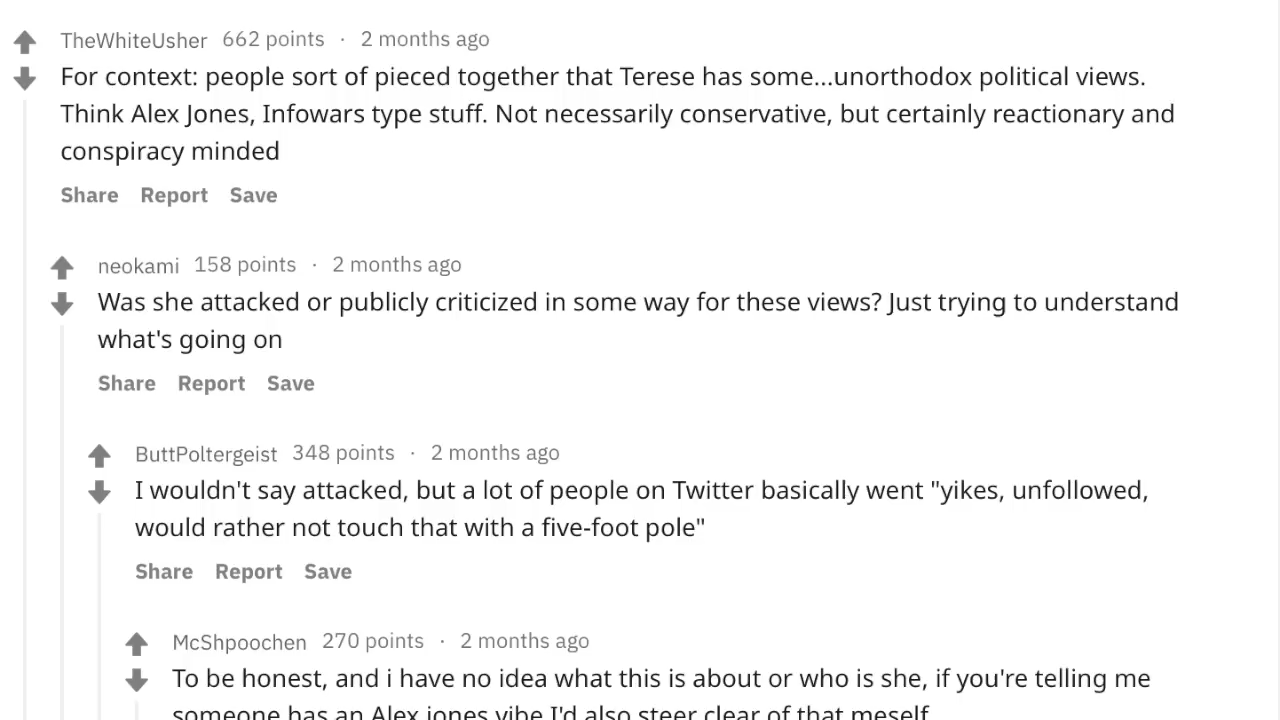 TheWhiteUsher 662 points · 2 months ago
For context: people sort of pieced together that Terese has some...unorthodox political views.
Think Alex Jones, Infowars type stuff. Not necessarily conservative, but certainly reactionary and
conspiracy minded
Share Report Save
neokami 158 points · 2 months ago
Was she attacked or publicly criticized in some way for these views? Just trying to understand
what's going on
Share Report Save
ButtPoltergeist 348 points · 2 months ago
I wouldn't say attacked, but a lot of people on Twitter basically went "yikes, unfollowed,
would rather not touch that with a five-foot pole"
Share Report Save
McShpoochen 270 points · 2 months ago
To be honest, and i have no idea what this is about or who is she, if you're telling me
someone has an Alex jones vibe I'd also steer clear of that meself